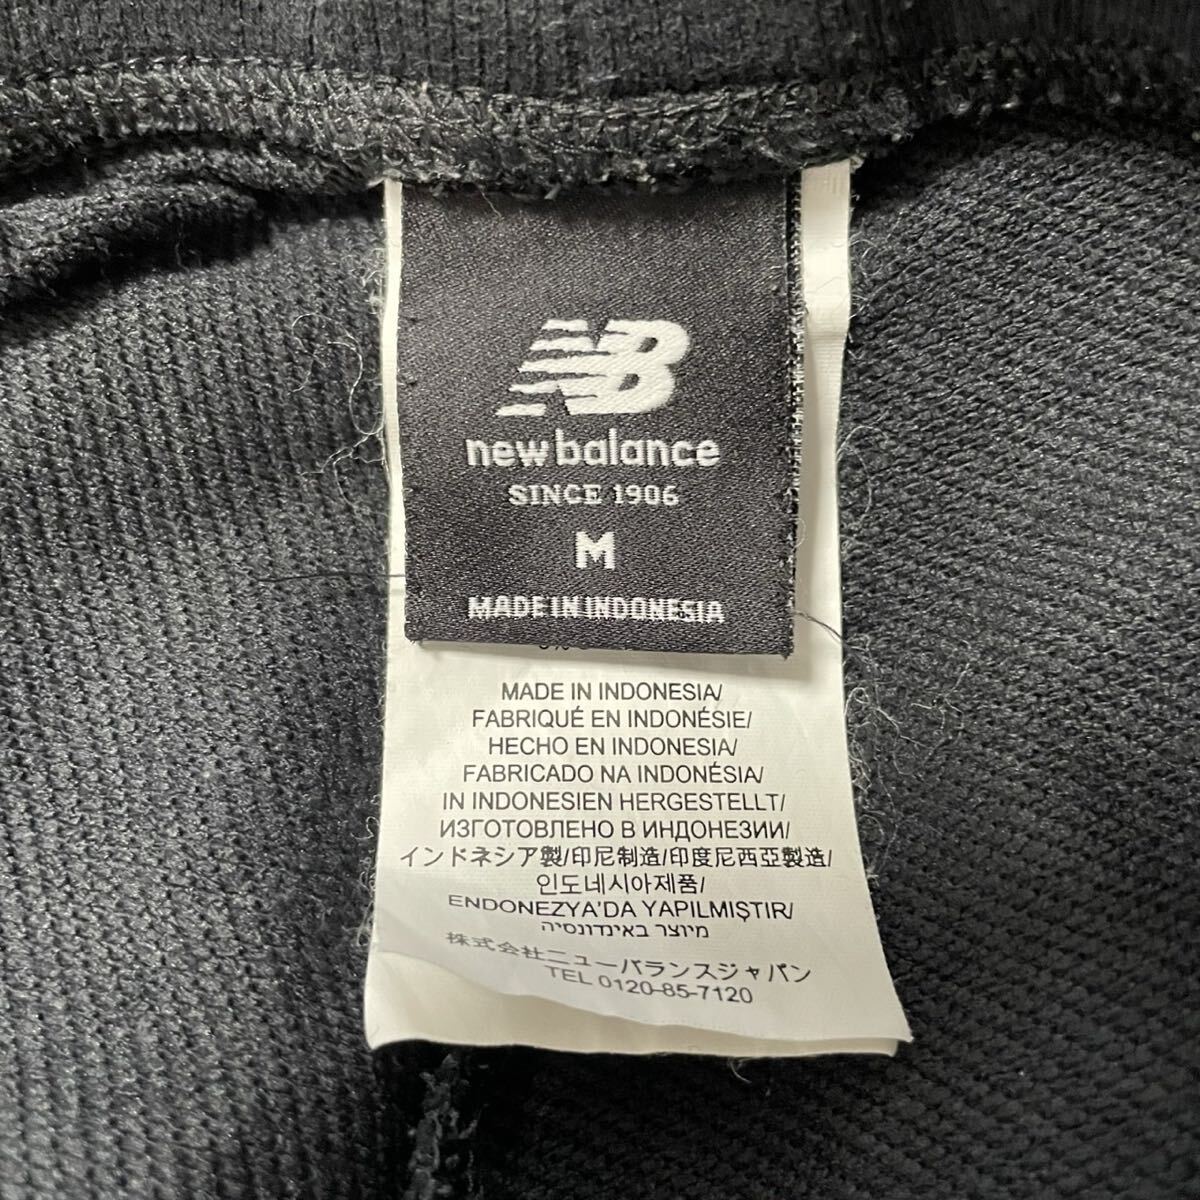 NB
new balance
SINCE 1906
M
MADE IN INDONESIA
MADE IN INDONESIA/
FABRIQUÉ EN INDONÉSIE/
HECHO EN INDONESIA/
FABRICADO NA INDONÉSIA/
IN INDONESIEN HERGESTELLT/
ИЗГОТОВЛЕНО В ИНДОНЕЗИИ/
インドネシア製/印尼制造/印度尼西亞製造/
인도네시아제품/
ENDONEZYA'DA YAPILMIŞTIR/
מיוצר באינדונסיה
株式会社ニューバランスジャパン
TEL 0120-85-7120